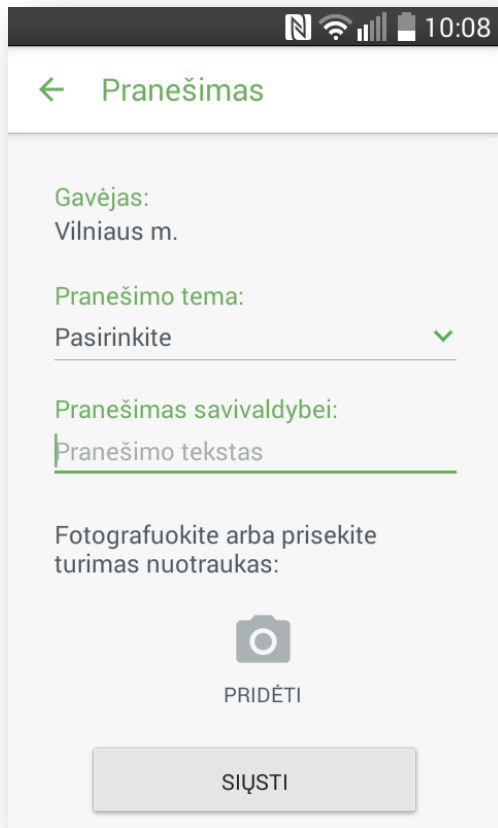 10:08
Pranešimas
Gavėjas:
Vilniaus m.
Pranešimo tema:
Pasirinkite
Pranešimas savivaldybei:
Pranešimo tekstas
Fotografuokite arba prisekite
turimas nuotraukas:
PRIDĖTI
SIŲSTI